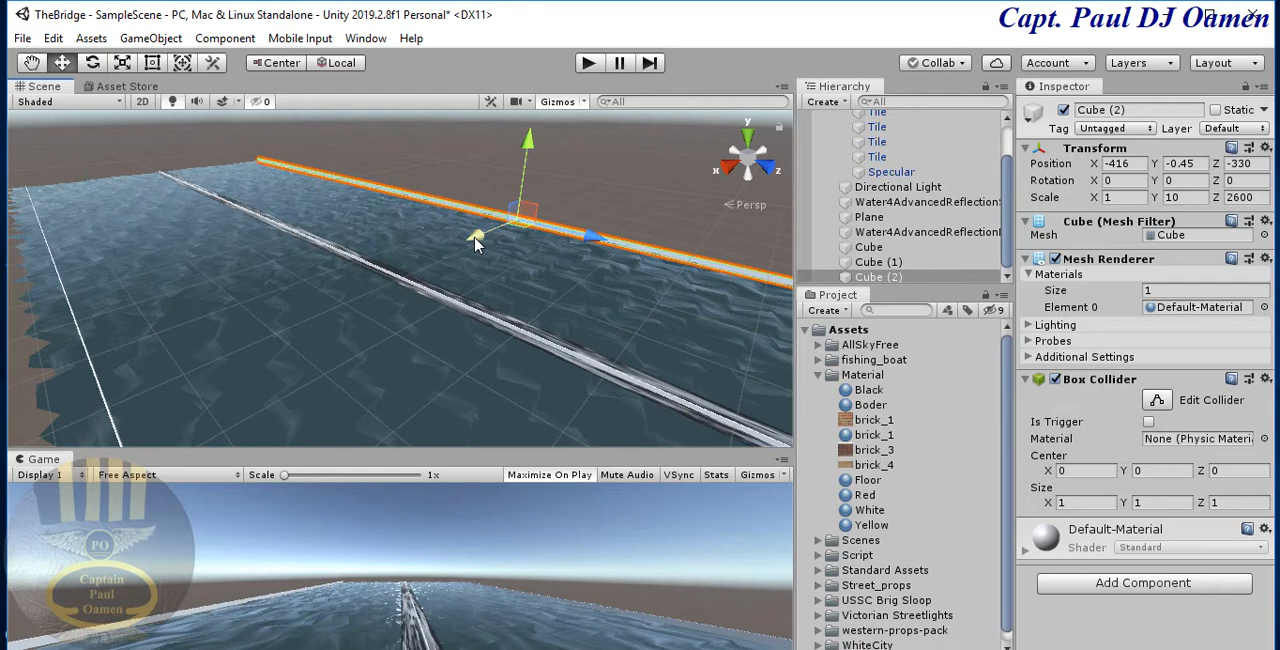 TheBridge - SampleScene - PC, Mac & Linux Standalone - Unity 2019.2.8f1 Personal* <DX11>
Capt. Paul DJ Oamen
File Edit Assets GameObject Component Mobile Input Window Help
Center Local Collab Account Layers Layout
Scene Asset Store
Shaded 2D 0 Gizmos All
y
x z
Persp
Hierarchy
Create All
Tile
Tile
Tile
Tile
Specular
Directional Light
Water4AdvancedReflection
Plane
Water4AdvancedReflection
Cube
Cube (1)
Cube (2)
Project
Create 9
Assets
AllSkyFree
fishing_boat
Material
Black
Boder
brick_1
brick_1
brick_3
brick_4
Floor
Red
White
Yellow
Scenes
Script
Standard Assets
Street_props
USSC Brig Sloop
Victorian Streetlights
western-props-pack
WhiteCity
Inspector
Cube (2) Static
Tag Untagged Layer Default
Transform
Position X -416 Y -0.45 Z -330
Rotation X 0 Y 0 Z 0
Scale X 1 Y 10 Z 2600
Cube (Mesh Filter)
Mesh Cube
Mesh Renderer
Materials
Size 1
Element 0 Default-Material
Lighting
Probes
Additional Settings
Box Collider
Edit Collider
Is Trigger
Material None (Physic Materi
Center
X 0 Y 0 Z 0
Size
X 1 Y 1 Z 1
Default-Material
Shader Standard
Add Component
Game
Display 1 Free Aspect Scale 1x Maximize On Play Mute Audio VSync Stats Gizmos
PO
Captain
Paul
Oamen